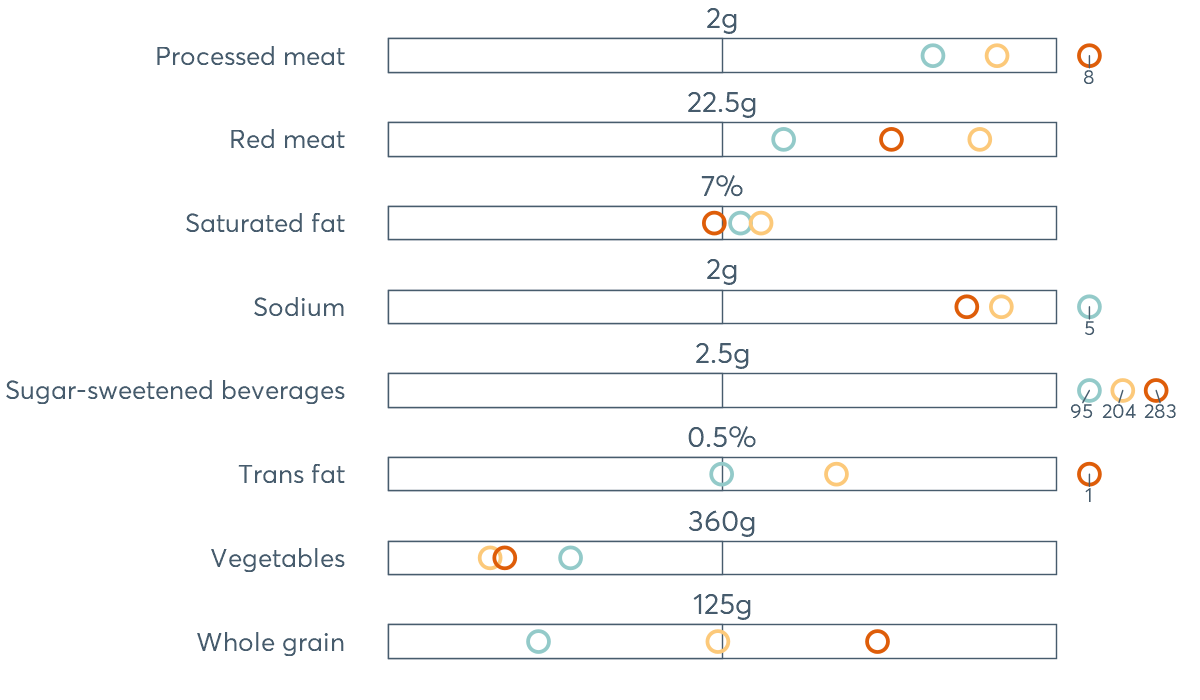 2g
Processed meat
8
22.5g
Red meat
7%
Saturated fat
2g
Sodium
5
2.5g
Sugar-sweetened beverages
95 204 283
0.5%
Trans fat
1
360g
Vegetables
125g
Whole grain